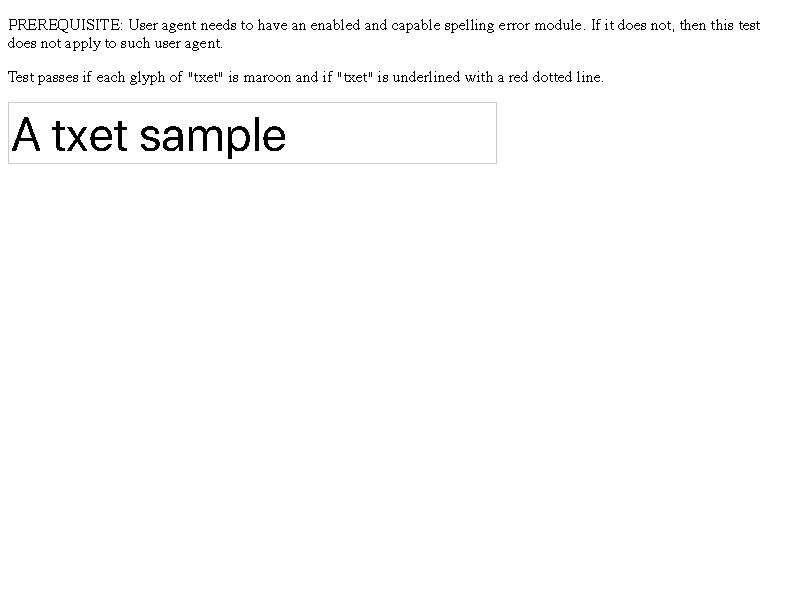 PREREQUISITE: User agent needs to have an enabled and capable spelling error module. If it does not, then this test
does not apply to such user agent.
Test passes if each glyph of "txet" is maroon and if "txet" is underlined with a red dotted line.
A txet sample